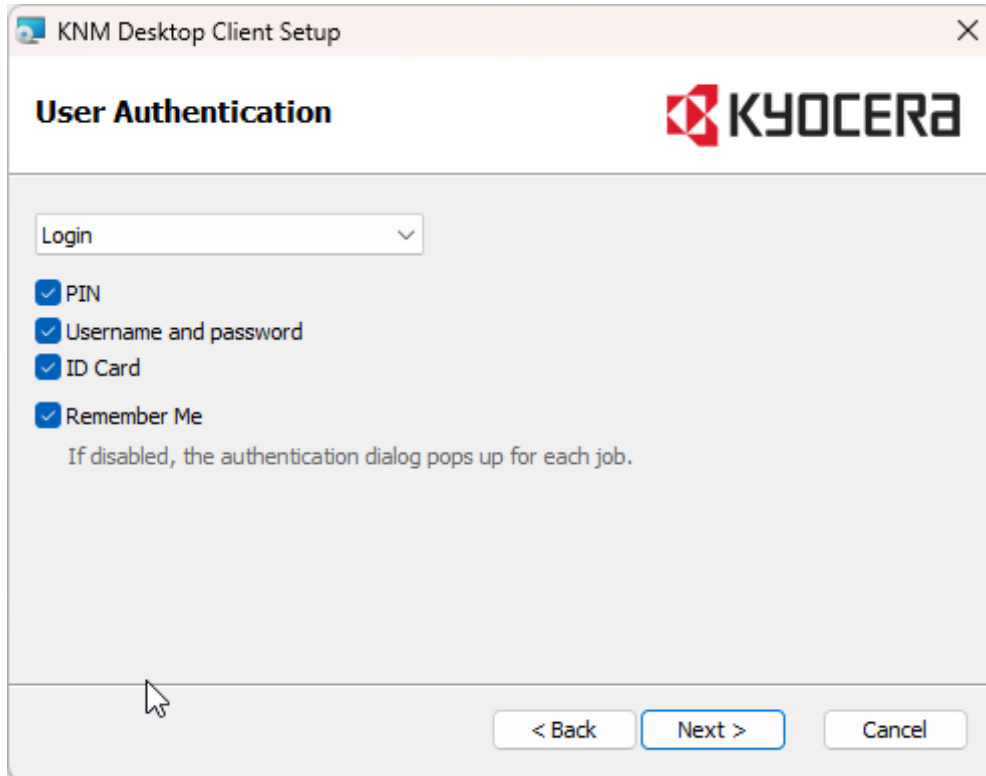 KNM Desktop Client Setup
User Authentication
KYOCERA
Login
PIN
Username and password
ID Card
Remember Me
If disabled, the authentication dialog pops up for each job.
< Back
Next >
Cancel